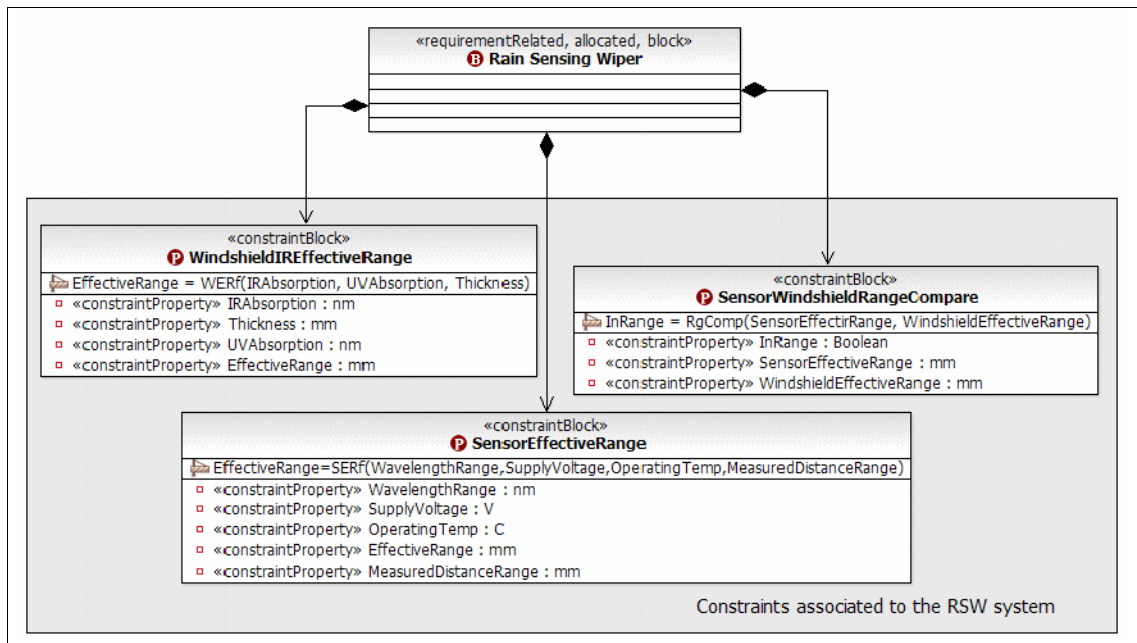 «requirementRelated, allocated, block»
B Rain Sensing Wiper
«constraintBlock»
P WindshieldIREffectiveRange
EffectiveRange = WERf(IRAbsorption, UVAbsorption, Thickness)
«constraintProperty» IRAbsorption : nm
«constraintProperty» Thickness : mm
«constraintProperty» UVAbsorption : nm
«constraintProperty» EffectiveRange : mm
«constraintBlock»
P SensorWindshieldRangeCompare
InRange = RgComp(SensorEffectirRange, WindshieldEffectiveRange)
«constraintProperty» InRange : Boolean
«constraintProperty» SensorEffectiveRange : mm
«constraintProperty» WindshieldEffectiveRange : mm
«constraintBlock»
P SensorEffectiveRange
EffectiveRange=SERf(WavelengthRange,SupplyVoltage,OperatingTemp,MeasuredDistanceRange)
«constraintProperty» WavelengthRange : nm
«constraintProperty» SupplyVoltage : V
«constraintProperty» OperatingTemp : C
«constraintProperty» EffectiveRange : mm
«constraintProperty» MeasuredDistanceRange : mm
Constraints associated to the RSW system